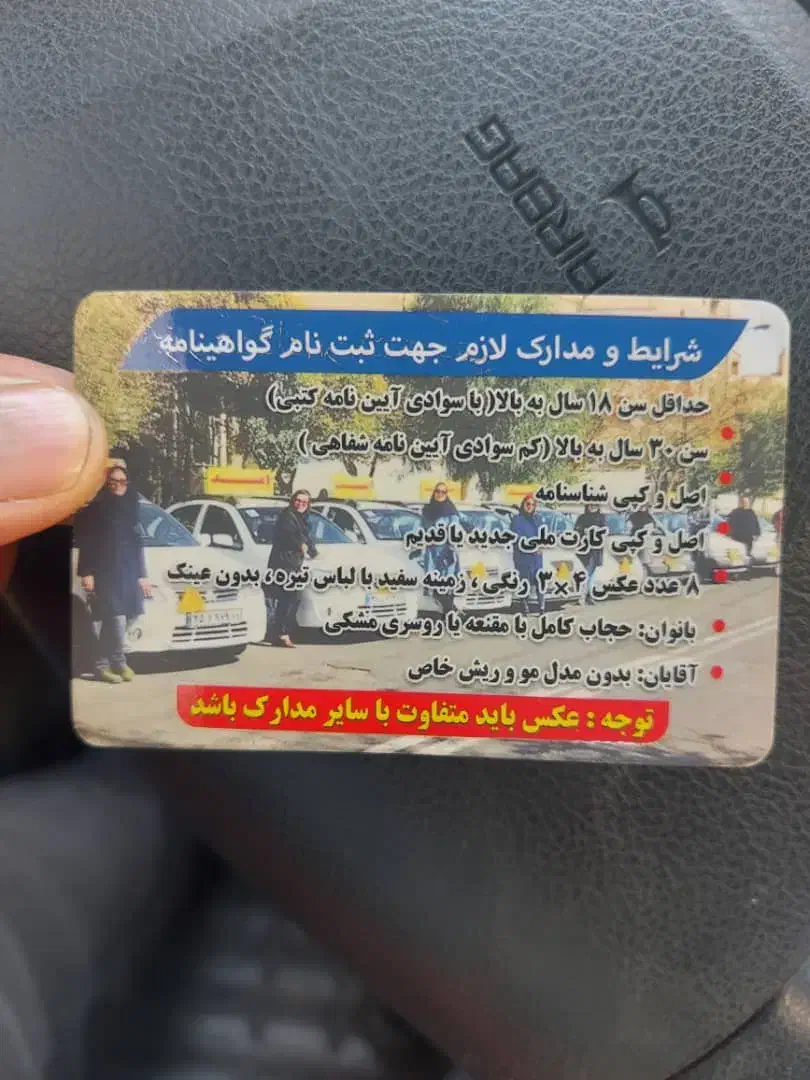 AIRBAG
شرایط و مدارک لازم جهت ثبت نام گواهینامه
حداقل سن ۱۸ سال به بالا( با سوادی آیین نامه کتبی)
سن ۳۰ سال به بالا (کم سوادی آیین نامه شفاهی )
اصل و کپی شناسنامه
اصل و کپی کارت ملی جدید یا قدیم
۸ عدد عکس ۴×۳ رنگی ، زمینه سفید با لباس تیره ، بدون عینک
بانوان: حجاب کامل با مقنعه یا روسری مشکی
آقایان: بدون مدل مو و ریش خاص
توجه : عکس باید متفاوت با سایر مدارک باشد